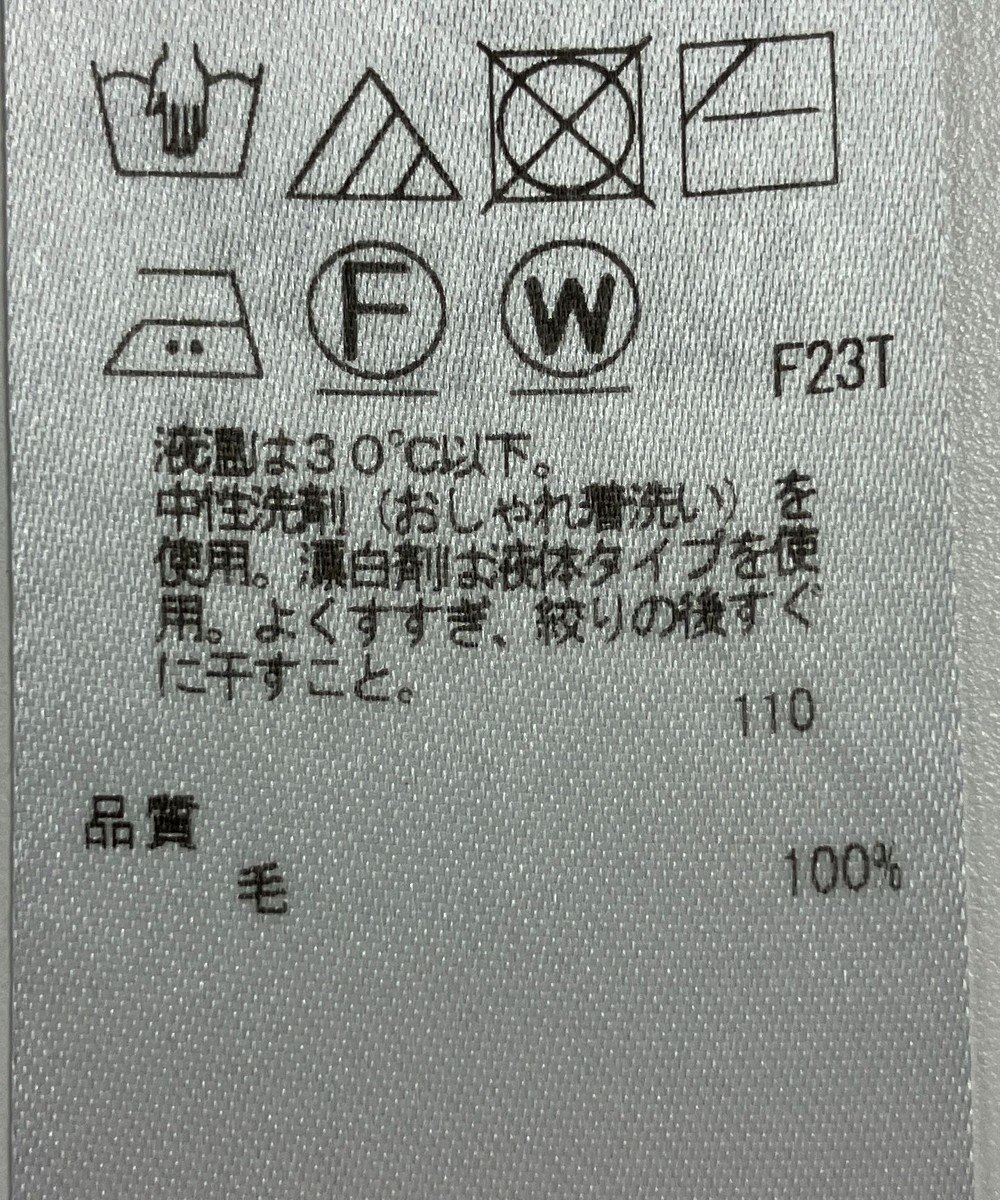 F W
F23T
液温は30℃以下。
中性洗剤(おしゃれ着洗い)を
使用。漂白剤は液体タイプを使
用。よくすすぎ、絞りの後すぐ
に干すこと。
110
品質
毛 100%